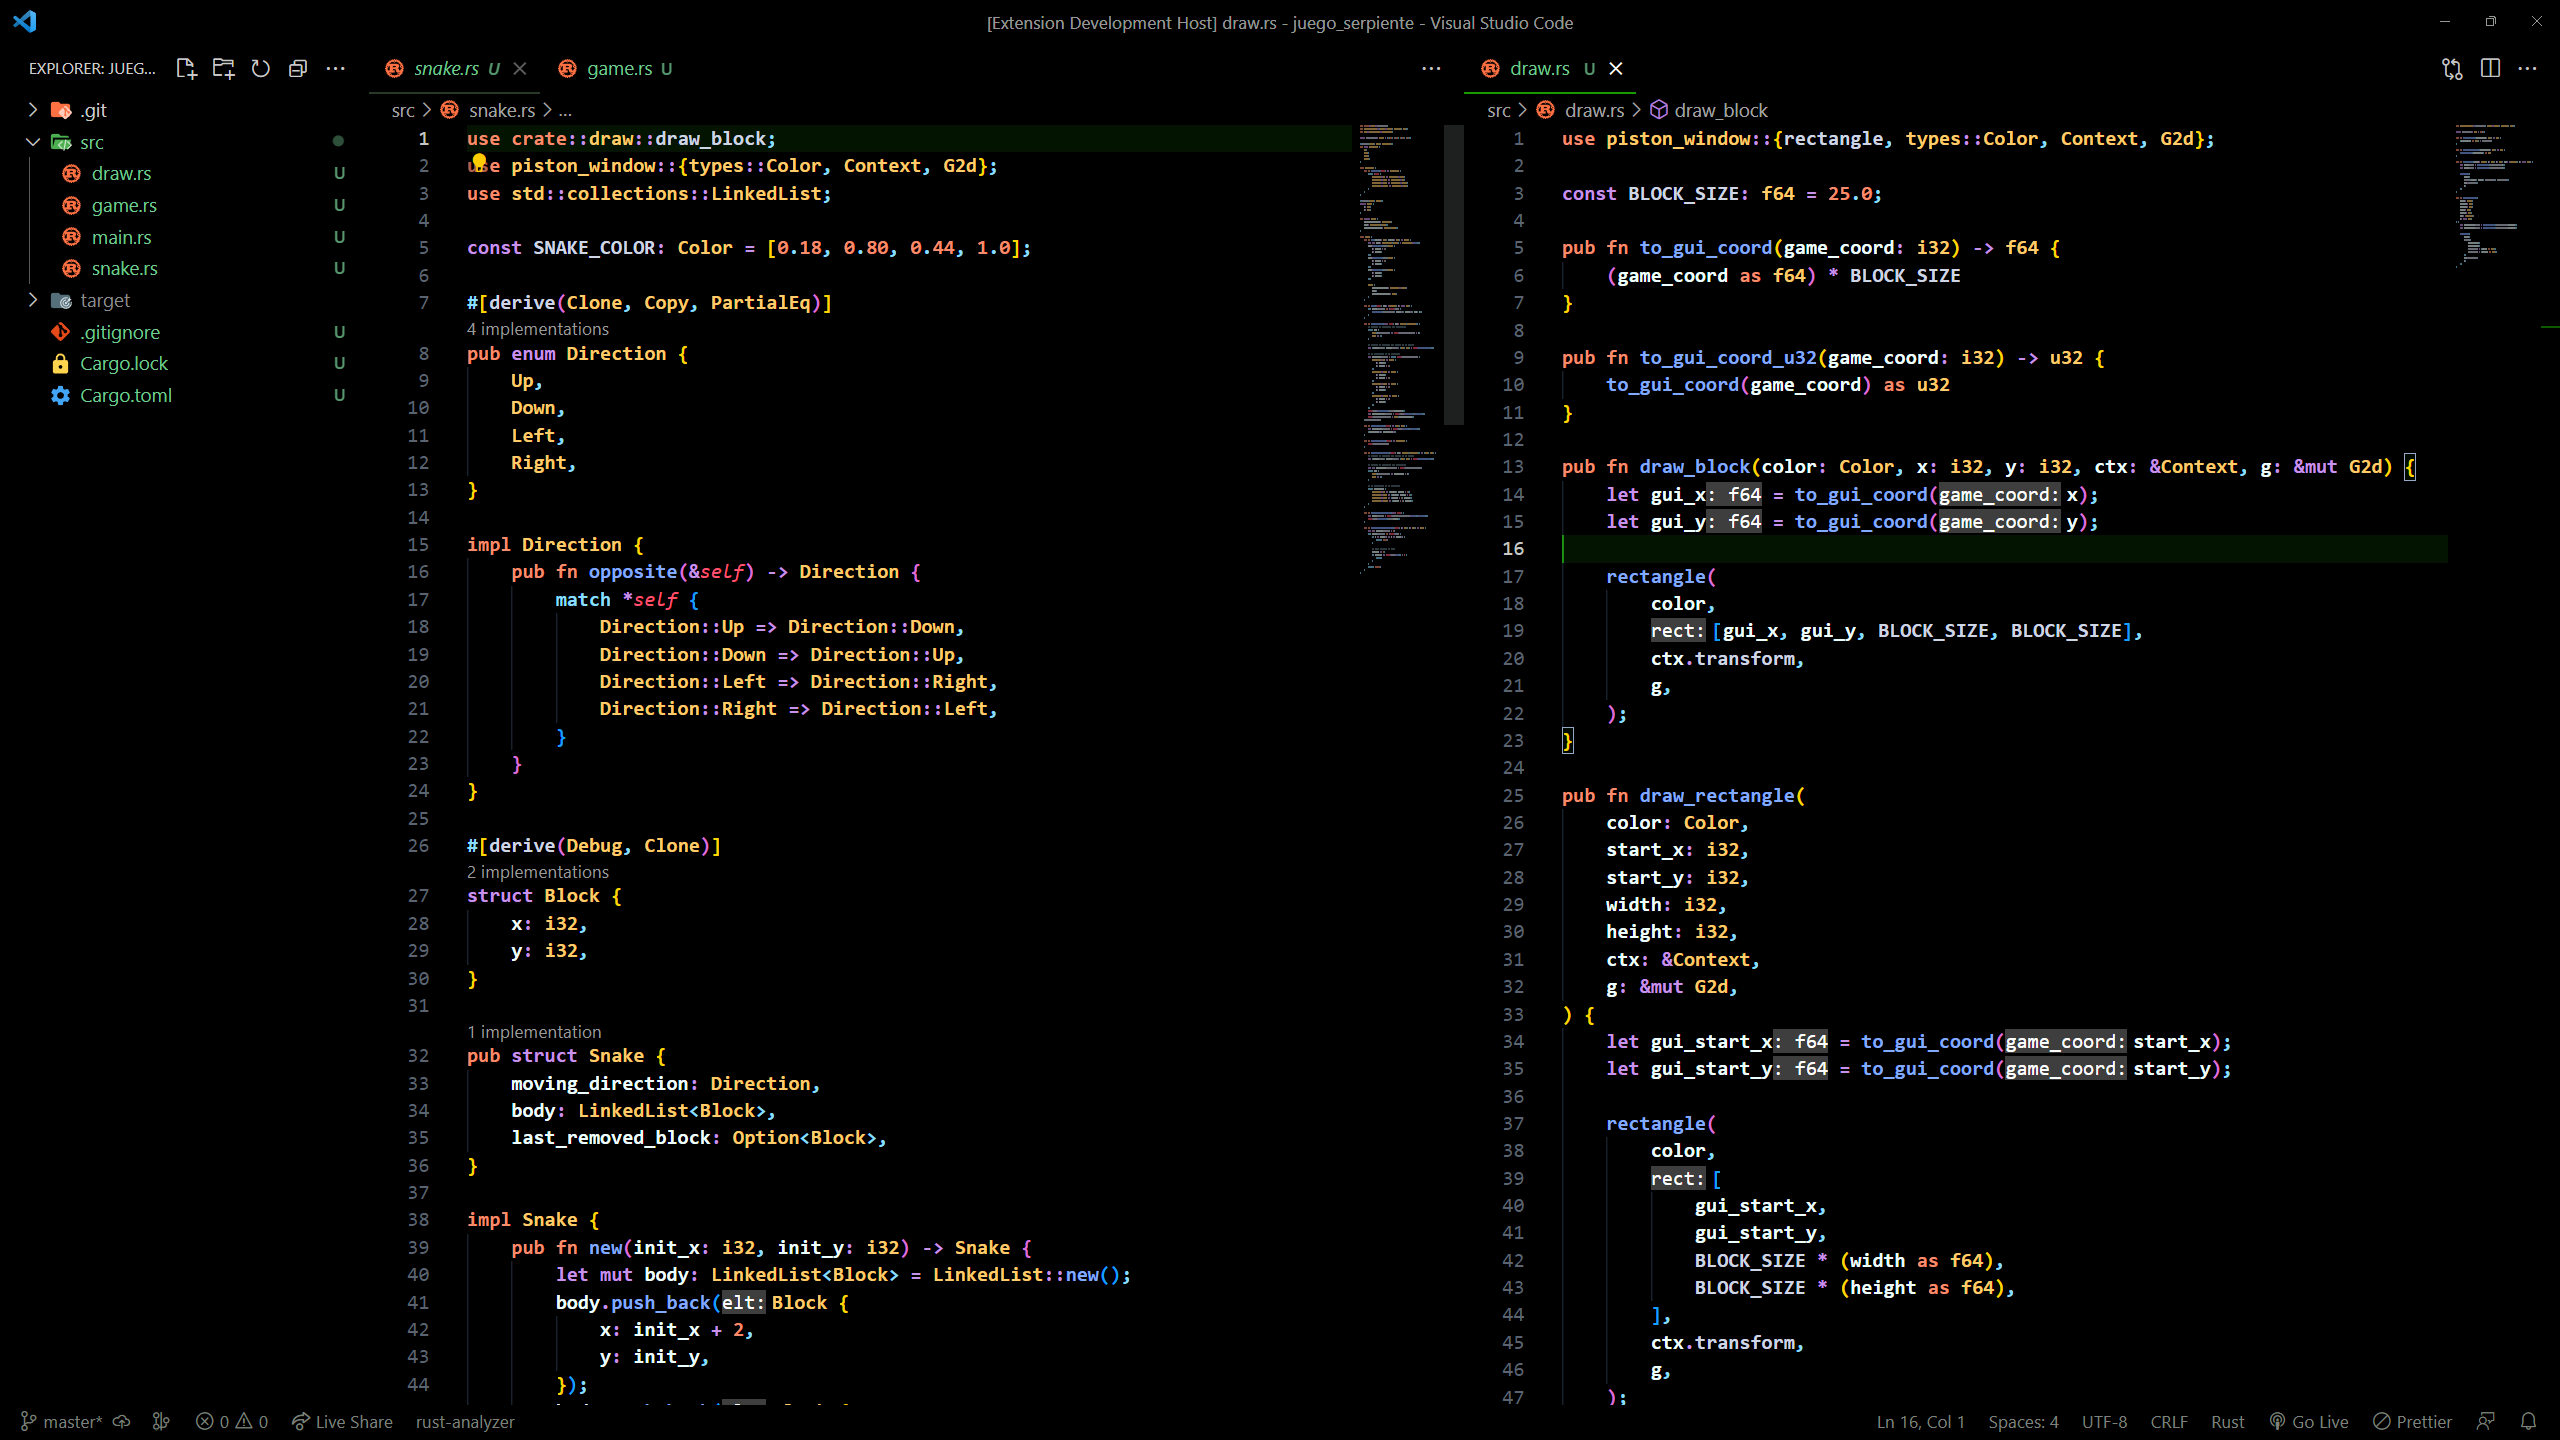 [Extension Development Host] draw.rs - juego_serpiente - Visual Studio Code
EXPLORER: JUEG...
.git
src
draw.rs U
game.rs U
main.rs U
snake.rs U
target
.gitignore U
Cargo.lock U
Cargo.toml U
snake.rs U game.rs U
src > snake.rs > ...
1 use crate::draw::draw_block;
2 use piston_window::{types::Color, Context, G2d};
3 use std::collections::LinkedList;
4
5 const SNAKE_COLOR: Color = [0.18, 0.80, 0.44, 1.0];
6
7 #[derive(Clone, Copy, PartialEq)]
4 implementations
8 pub enum Direction {
9 Up,
10 Down,
11 Left,
12 Right,
13 }
14
15 impl Direction {
16 pub fn opposite(&self) -> Direction {
17 match *self {
18 Direction::Up => Direction::Down,
19 Direction::Down => Direction::Up,
20 Direction::Left => Direction::Right,
21 Direction::Right => Direction::Left,
22 }
23 }
24 }
25
26 #[derive(Debug, Clone)]
2 implementations
27 struct Block {
28 x: i32,
29 y: i32,
30 }
31
1 implementation
32 pub struct Snake {
33 moving_direction: Direction,
34 body: LinkedList<Block>,
35 last_removed_block: Option<Block>,
36 }
37
38 impl Snake {
39 pub fn new(init_x: i32, init_y: i32) -> Snake {
40 let mut body: LinkedList<Block> = LinkedList::new();
41 body.push_back(elt: Block {
42 x: init_x + 2,
43 y: init_y,
44 });
draw.rs U
src > draw.rs > draw_block
1 use piston_window::{rectangle, types::Color, Context, G2d};
2
3 const BLOCK_SIZE: f64 = 25.0;
4
5 pub fn to_gui_coord(game_coord: i32) -> f64 {
6 (game_coord as f64) * BLOCK_SIZE
7 }
8
9 pub fn to_gui_coord_u32(game_coord: i32) -> u32 {
10 to_gui_coord(game_coord) as u32
11 }
12
13 pub fn draw_block(color: Color, x: i32, y: i32, ctx: &Context, g: &mut G2d) {
14 let gui_x: f64 = to_gui_coord(game_coord: x);
15 let gui_y: f64 = to_gui_coord(game_coord: y);
16
17 rectangle(
18 color,
19 rect: [gui_x, gui_y, BLOCK_SIZE, BLOCK_SIZE],
20 ctx.transform,
21 g,
22 );
23 }
24
25 pub fn draw_rectangle(
26 color: Color,
27 start_x: i32,
28 start_y: i32,
29 width: i32,
30 height: i32,
31 ctx: &Context,
32 g: &mut G2d,
33 ) {
34 let gui_start_x: f64 = to_gui_coord(game_coord: start_x);
35 let gui_start_y: f64 = to_gui_coord(game_coord: start_y);
36
37 rectangle(
38 color,
39 rect: [
40 gui_start_x,
41 gui_start_y,
42 BLOCK_SIZE * (width as f64),
43 BLOCK_SIZE * (height as f64),
44 ],
45 ctx.transform,
46 g,
47 );
master* 0 0 Live Share rust-analyzer Ln 16, Col 1 Spaces: 4 UTF-8 CRLF Rust Go Live Prettier